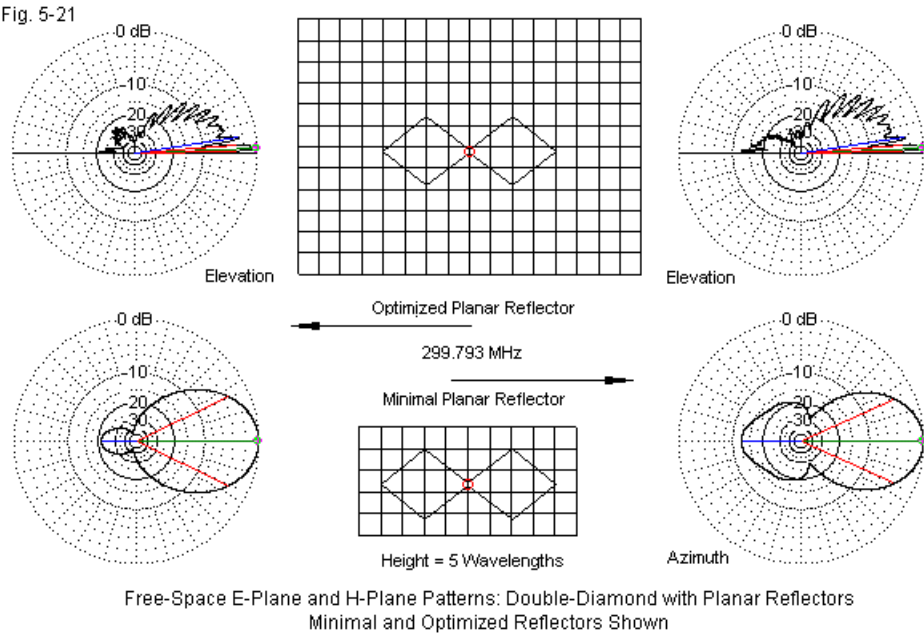 Fig. 5-21
0 dB
-10
-20
-30
Elevation
0 dB
-10
-20
-30
Elevation
Optimized Planar Reflector
299.793 MHz
Minimal Planar Reflector
0 dB
-10
-20
-30
0 dB
-10
-20
-30
Azimuth
Height = 5 Wavelengths
Free-Space E-Plane and H-Plane Patterns: Double-Diamond with Planar Reflectors
Minimal and Optimized Reflectors Shown